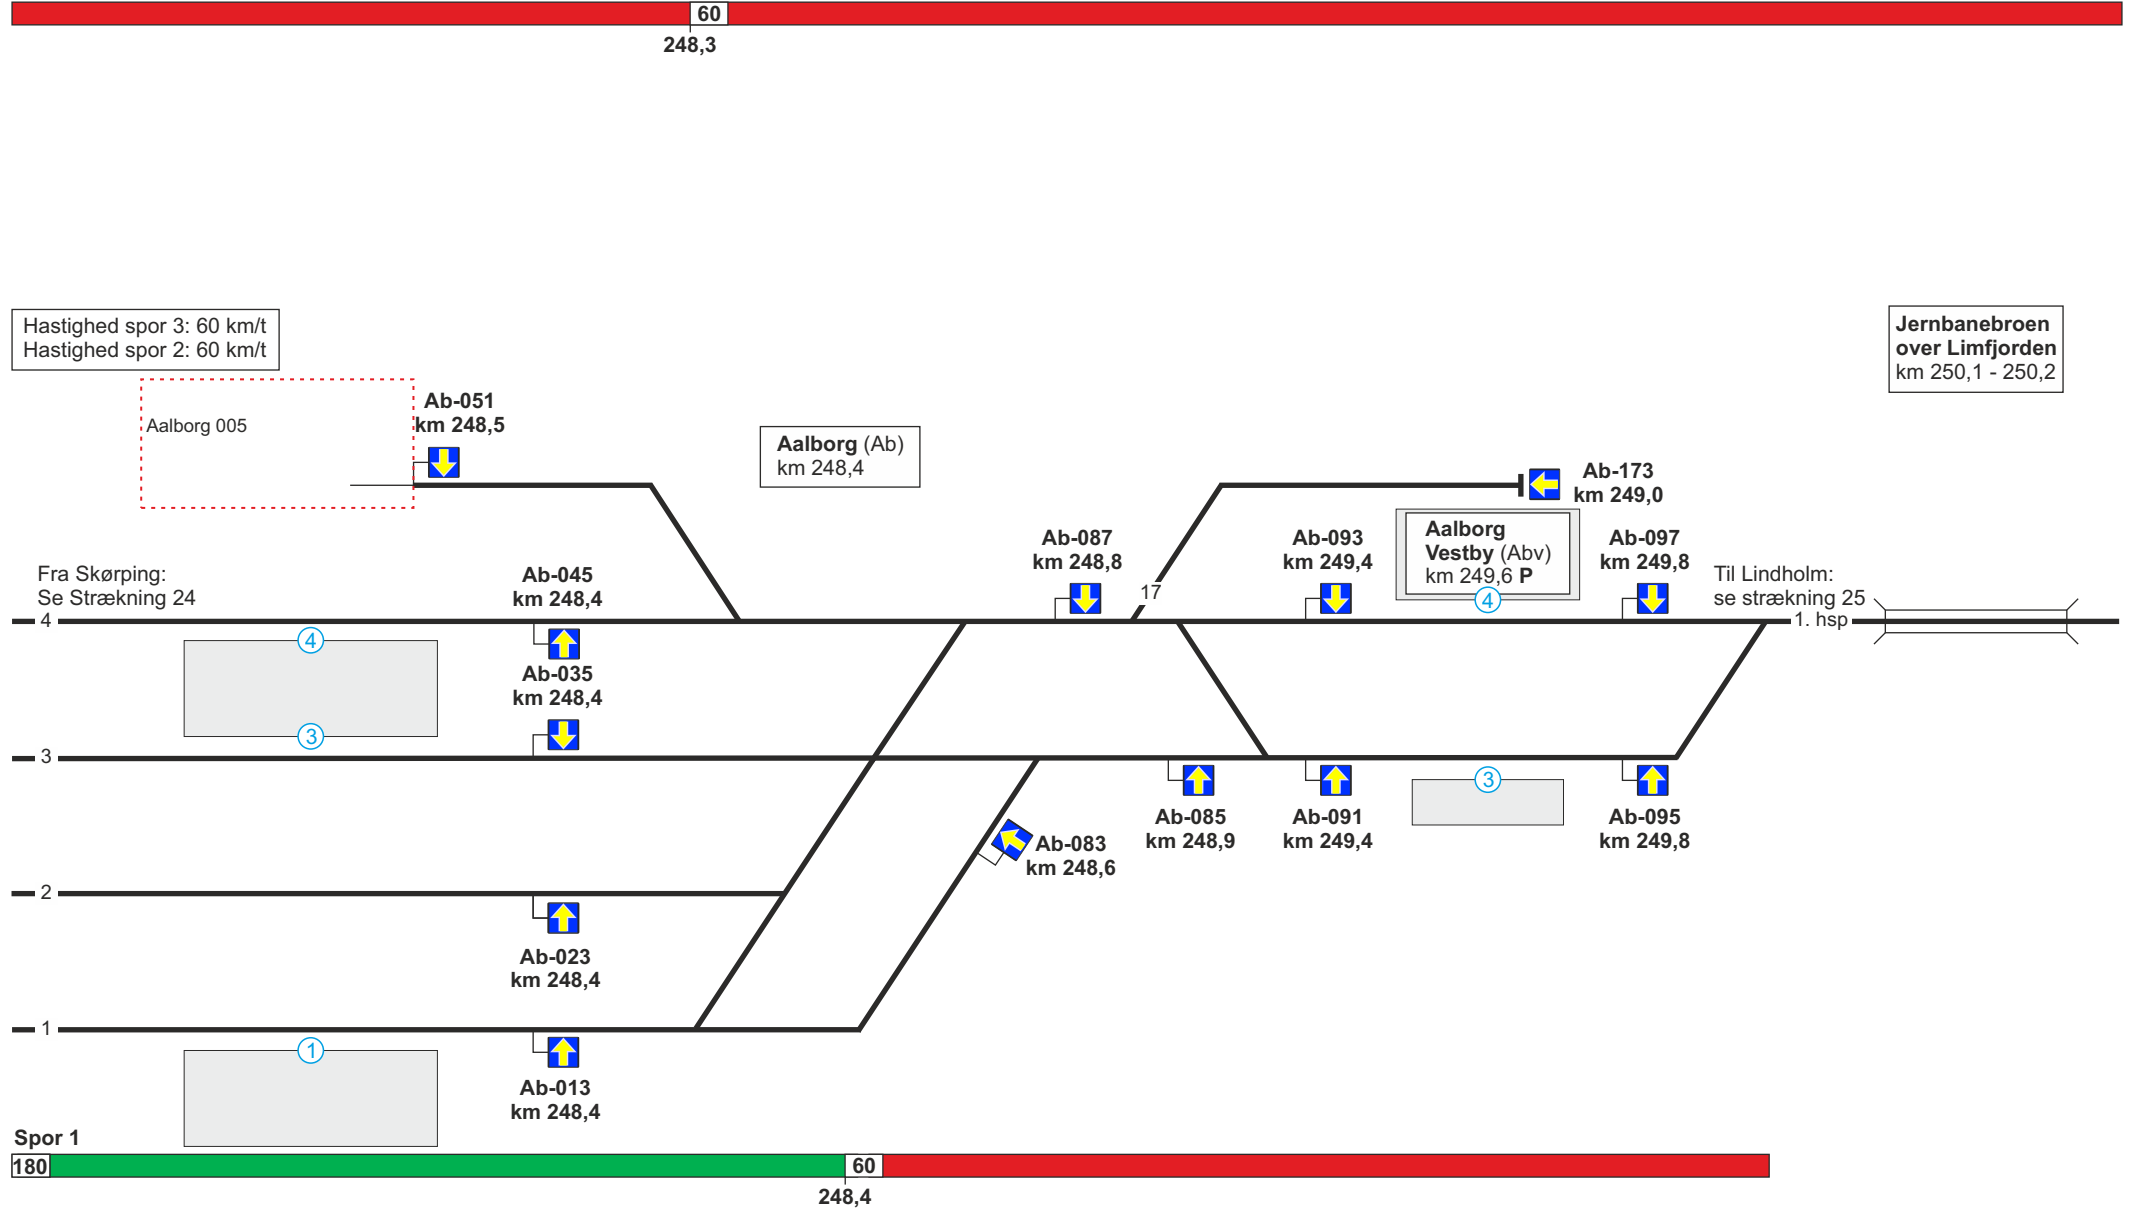 60
248,3
Hastighed spor 3: 60 km/t
Hastighed spor 2: 60 km/t
Jernbanebroen
over Limfjorden
km 250,1 - 250,2
Aalborg 005
Ab-051
km 248,5
Aalborg (Ab)
km 248,4
Ab-173
km 249,0
Fra Skørping:
Se Strækning 24
Ab-045
km 248,4
Ab-087
km 248,8
17
Ab-093
km 249,4
Aalborg
Vestby (Abv)
km 249,6 P
4
Ab-097
km 249,8
Til Lindholm:
se strækning 25
1. hsp
4
4
Ab-035
km 248,4
3
3
3
Ab-083
km 248,6
Ab-085
km 248,9
Ab-091
km 249,4
Ab-095
km 249,8
2
Ab-023
km 248,4
1
1
Ab-013
km 248,4
Spor 1
180
60
248,4